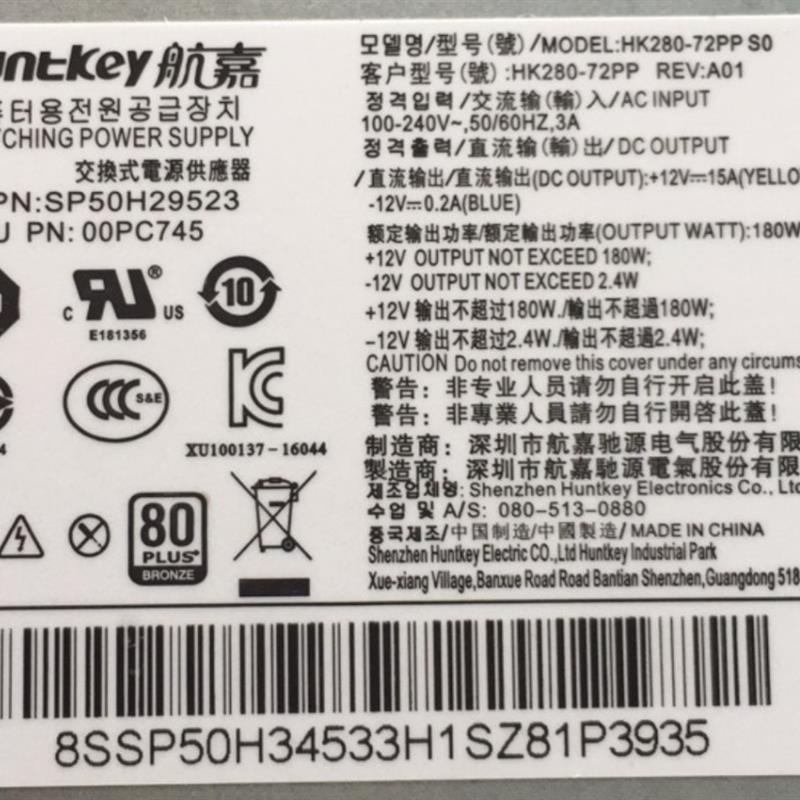 untkey 航嘉
터용전원공급장치
CHING POWER SUPPLY
交換式電源供應器
PN:SP50H29523
U PN: 00PC745
c RU US ®
E181356
10
CCC S&E
XU100137-16044
80
PLUS
BRONZE
모델명/型号(號)/MODEL:HK280-72PP S0
客户型号(號):HK280-72PP REV:A01
정격입력/交流输(輸)入/AC INPUT
100-240V~,50/60HZ,3A
정격출력/直流输(輸)出/DC OUTPUT
/直流输出/直流輸出(DC OUTPUT):+12V⎓15A(YELLO
-12V⎓0.2A(BLUE)
额定输出功率/額定輸出功率(OUTPUT WATT):180W
+12V OUTPUT NOT EXCEED 180W;
-12V OUTPUT NOT EXCEED 2.4W
+12V 输出不超过180W./輸出不超過180W;
-12V 输出不超过2.4W./輸出不超過2.4W;
CAUTION Do not remove this cover under any circums
警告：非专业人员请勿自行开启此盖！
警告：非專業人員請勿自行開啓此蓋！
制造商：深圳市航嘉驰源电气股份有限
製造商：深圳市航嘉馳源電氣股份有限
제조업체명: Shenzhen Huntkey Electronics Co., Ltd
수업 및 A/S: 080-513-0880
중국제조/中国制造/中國製造/ MADE IN CHINA
Shenzhen Huntkey Electric CO.,Ltd Huntkey Industrial Park
Xue-xiang Village,Banxue Road Road Bantian Shenzhen,Guangdong 518
8SSP50H34533H1SZ81P3935